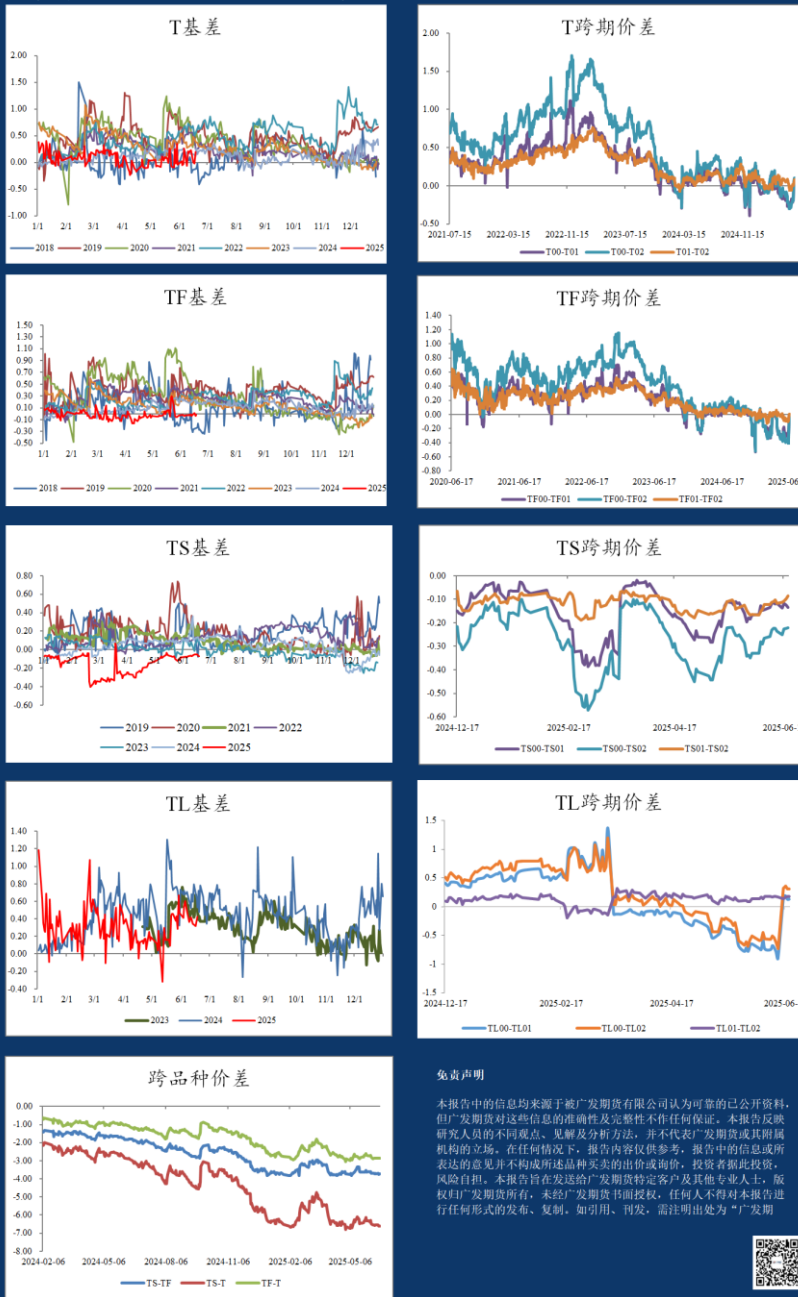 T基差
2.00
1.50
1.00
0.50
0.00
-0.50
-1.00
1/1 2/1 3/1 4/1 5/1 6/1 7/1 8/1 9/1 10/1 11/1 12/1
2018 2019 2020 2021 2022 2023 2024 2025
T跨期价差
2.00
1.50
1.00
0.50
0.00
-0.50
2021-07-15 2022-03-15 2022-11-15 2023-07-15 2024-03-15 2024-11-15
T00-T01 T00-T02 T01-T02
TF基差
1.50
1.30
1.10
0.90
0.70
0.50
0.30
0.10
-0.10
-0.30
-0.50
1/1 2/1 3/1 4/1 5/1 6/1 7/1 8/1 9/1 10/1 11/1 12/1
2018 2019 2020 2021 2022 2023 2024 2025
TF跨期价差
1.40
1.20
1.00
0.80
0.60
0.40
0.20
0.00
-0.20
-0.40
-0.60
-0.80
2020-06-17 2021-06-17 2022-06-17 2023-06-17 2024-06-17 2025-06
TF00-TF01 TF00-TF02 TF01-TF02
TS基差
0.80
0.60
0.40
0.20
0.00
-0.20
-0.40
-0.60
1/1 2/1 3/1 4/1 5/1 6/1 7/1 8/1 9/1 10/1 11/1 12/1
2019 2020 2021 2022
2023 2024 2025
TS跨期价差
0.00
-0.10
-0.20
-0.30
-0.40
-0.50
-0.60
2024-12-17 2025-02-17 2025-04-17 2025-06-
TS00-TS01 TS00-TS02 TS01-TS02
TL基差
1.40
1.20
1.00
0.80
0.60
0.40
0.20
0.00
-0.20
-0.40
1/1 2/1 3/1 4/1 5/1 6/1 7/1 8/1 9/1 10/1 11/1 12/1
2023 2024 2025
TL跨期价差
1.5
1
0.5
0
-0.5
-1
-1.5
2024-12-17 2025-02-17 2025-04-17 2025-06-
TL00-TL01 TL00-TL02 TL01-TL02
跨品种价差
0.00
-1.00
-2.00
-3.00
-4.00
-5.00
-6.00
-7.00
-8.00
2024-02-06 2024-05-06 2024-08-06 2024-11-06 2025-02-06 2025-05-06
TS-TF TS-T TF-T
免责声明
本报告中的信息均来源于被广发期货有限公司认为可靠的已公开资料，
但广发期货对这些信息的准确性及完整性不作任何保证。本报告反映
研究人员的不同观点、见解及分析方法，并不代表广发期货或其附属
机构的立场。在任何情况下，报告内容仅供参考，报告中的信息或所
表达的意见并不构成所述品种买卖的出价或询价，投资者据此投资，
风险自担。本报告旨在发送给广发期货特定客户及其他专业人士，版
权归广发期货所有，未经广发期货书面授权，任何人不得对本报告进
行任何形式的发布、复制。如引用、刊发，需注明出处为“广发期